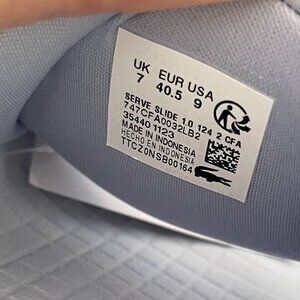 UK EUR USA
7 40.5 9
SERVE SLIDE 1.0 124 2 CFA
747CFA0032LB2
35440 1123
MADE IN INDONESIA
HECHO EN INDONESIA
TTCZ0NSB00164